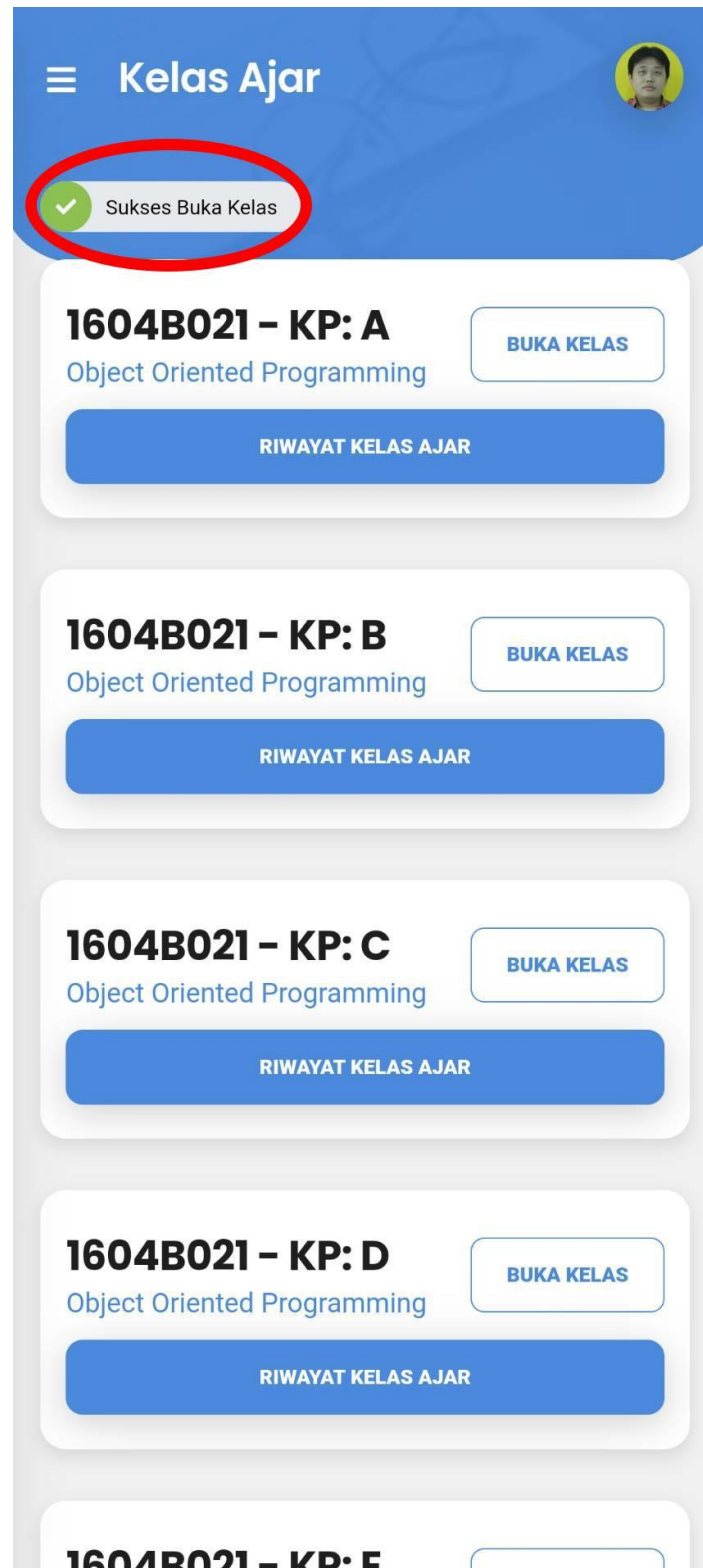 Kelas Ajar
Sukses Buka Kelas
1604B021 - KP: A
BUKA KELAS
Object Oriented Programming
RIWAYAT KELAS AJAR
1604B021 - KP: B
BUKA KELAS
Object Oriented Programming
RIWAYAT KELAS AJAR
1604B021 - KP: C
BUKA KELAS
Object Oriented Programming
RIWAYAT KELAS AJAR
1604B021 - KP: D
BUKA KELAS
Object Oriented Programming
RIWAYAT KELAS AJAR
1604B021 - KP: